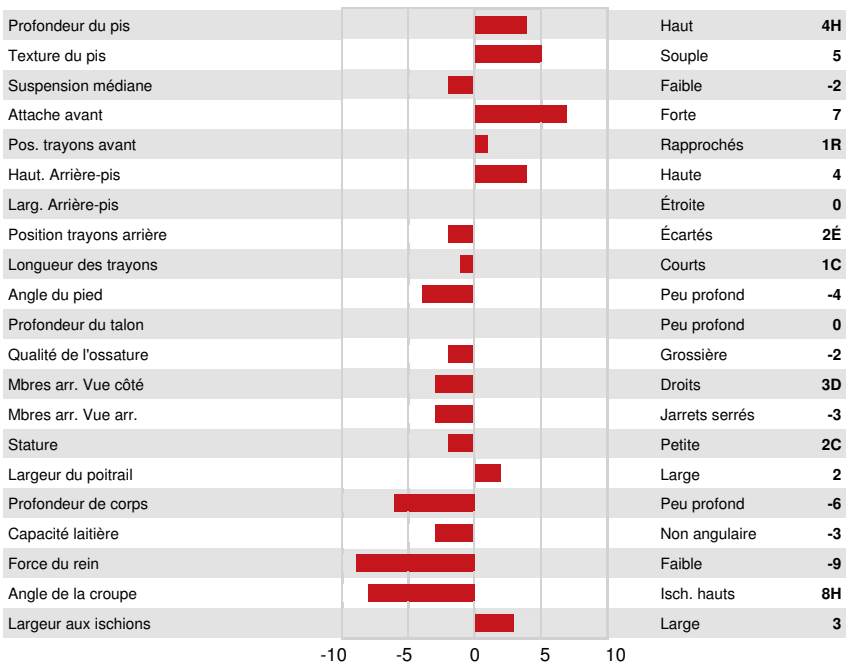 Profondeur du pis Haut 4H
Texture du pis Souple 5
Suspension médiane Faible -2
Attache avant Forte 7
Pos. trayons avant Rapprochés 1R
Haut. Arrière-pis Haute 4
Larg. Arrière-pis Étroite 0
Position trayons arrière Écartés 2É
Longueur des trayons Courts 1C
Angle du pied Peu profond -4
Profondeur du talon Peu profond 0
Qualité de l'ossature Grossière -2
Mbres arr. Vue côté Droits 3D
Mbres arr. Vue arr. Jarrets serrés -3
Stature Petite 2C
Largeur du poitrail Large 2
Profondeur de corps Peu profond -6
Capacité laitière Non angulaire -3
Force du rein Faible -9
Angle de la croupe Isch. hauts 8H
Largeur aux ischions Large 3
-10 -5 0 5 10